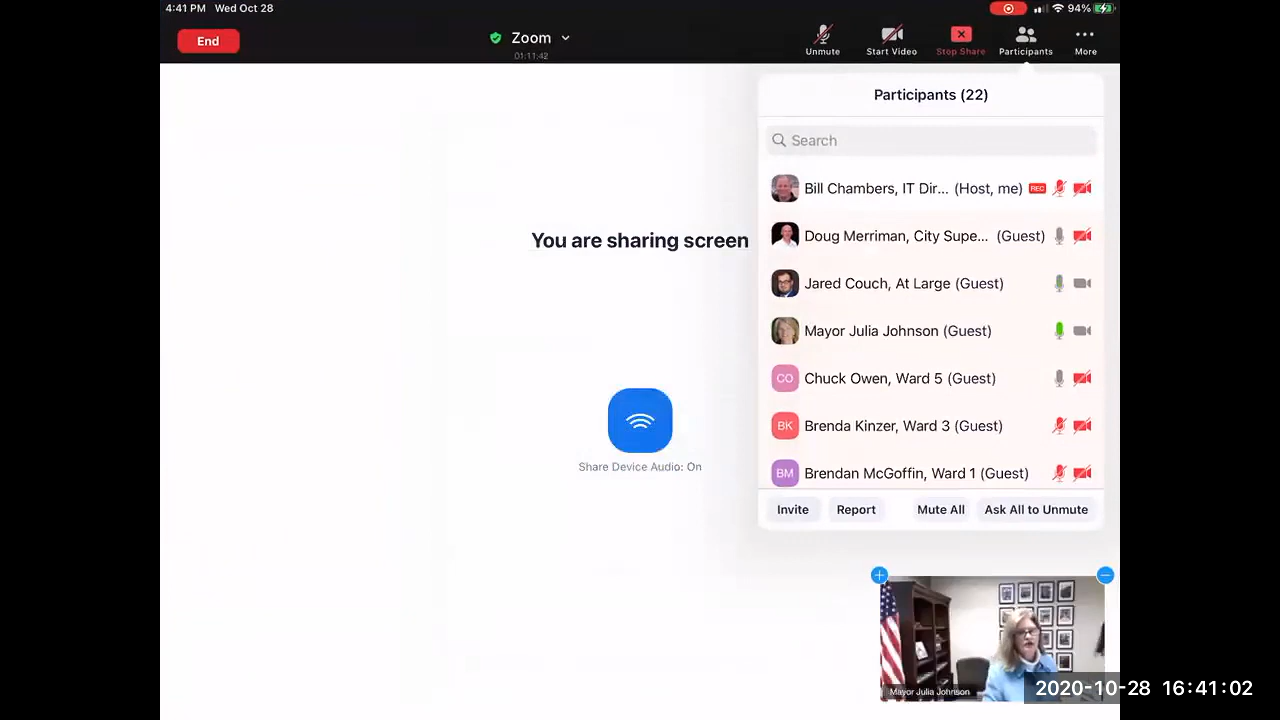 4:41 PM Wed Oct 28
94%
End
Zoom
01:11:42
Unmute
Start Video
Stop Share
Participants
More
Participants (22)
Search
Bill Chambers, IT Dir... (Host, me) REC
Doug Merriman, City Supe... (Guest)
Jared Couch, At Large (Guest)
You are sharing screen
Mayor Julia Johnson (Guest)
CO Chuck Owen, Ward 5 (Guest)
BK Brenda Kinzer, Ward 3 (Guest)
BM Brendan McGoffin, Ward 1 (Guest)
Share Device Audio: On
Invite
Report
Mute All
Ask All to Unmute
Mayor Julia Johnson
2020-10-28 16:41:02